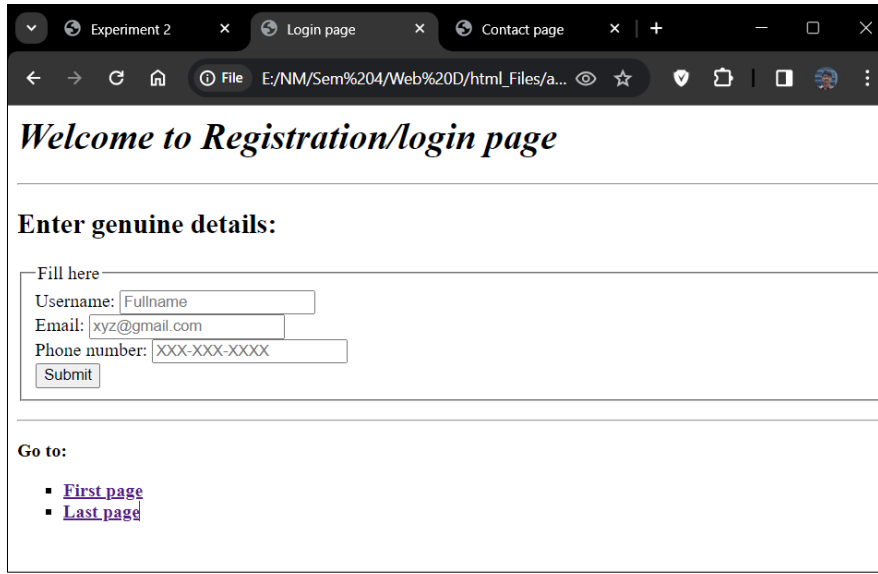 Experiment 2
Login page
Contact page
File E:/NM/Sem%204/Web%20D/html_Files/a...
Welcome to Registration/login page
Enter genuine details:
Fill here
Username: Fullname
Email: xyz@gmail.com
Phone number: XXX-XXX-XXXX
Submit
Go to:
First page
Last page